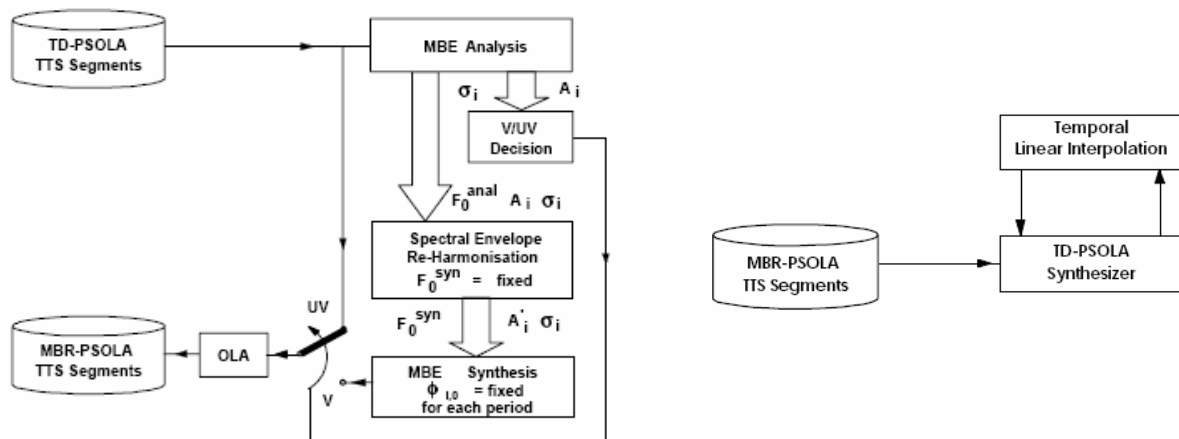 TD-PSOLA
TTS Segments
MBE Analysis
σi Ai
V/UV
Decision
F0anal Ai σi
Spectral Envelope
Re-Harmonisation
F0syn = fixed
UV
F0syn A'i σi
MBR-PSOLA
TTS Segments
OLA
V
MBE Synthesis
ϕI,0 = fixed
for each period
Temporal
Linear Interpolation
MBR-PSOLA
TTS Segments
TD-PSOLA
Synthesizer